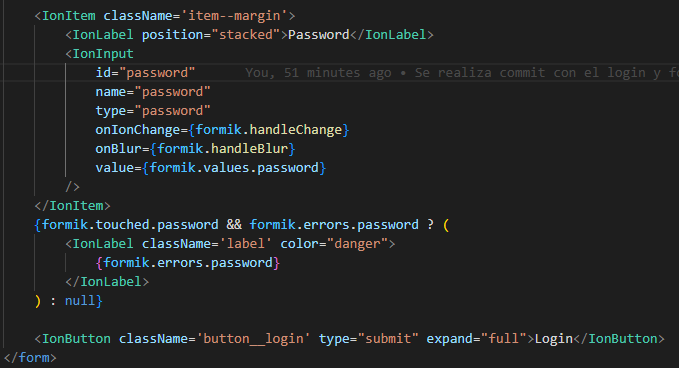 <IonItem className='item--margin'>
<IonLabel position="stacked">Password</IonLabel>
<IonInput
id="password" You, 51 minutes ago • Se realiza commit con el login y fo
name="password"
type="password"
onIonChange={formik.handleChange}
onBlur={formik.handleBlur}
value={formik.values.password}
/>
</IonItem>
{formik.touched.password && formik.errors.password ? (
<IonLabel className='label' color="danger">
{formik.errors.password}
</IonLabel>
) : null}
<IonButton className='button__login' type="submit" expand="full">Login</IonButton>
</form>